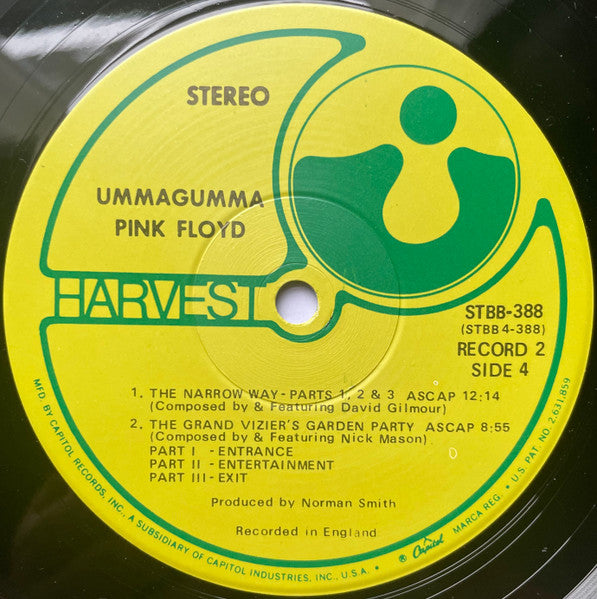 STEREO
UMMAGUMMA
PINK FLOYD
HARVEST
STBB-388
(STBB 4-388)
RECORD 2
SIDE 4
1. THE NARROW WAY - PARTS 1, 2 & 3 ASCAP 12:14
(Composed by & Featuring David Gilmour)
2. THE GRAND VIZIER'S GARDEN PARTY ASCAP 8:55
(Composed by & Featuring Nick Mason)
PART I - ENTRANCE
PART II - ENTERTAINMENT
PART III - EXIT
Produced by Norman Smith
Recorded in England
MFD. BY CAPITOL RECORDS, INC., A SUBSIDIARY OF CAPITOL INDUSTRIES, INC., U.S.A. • ® Capitol MARCA REG. • U.S. PAT. NO. 2,631,859